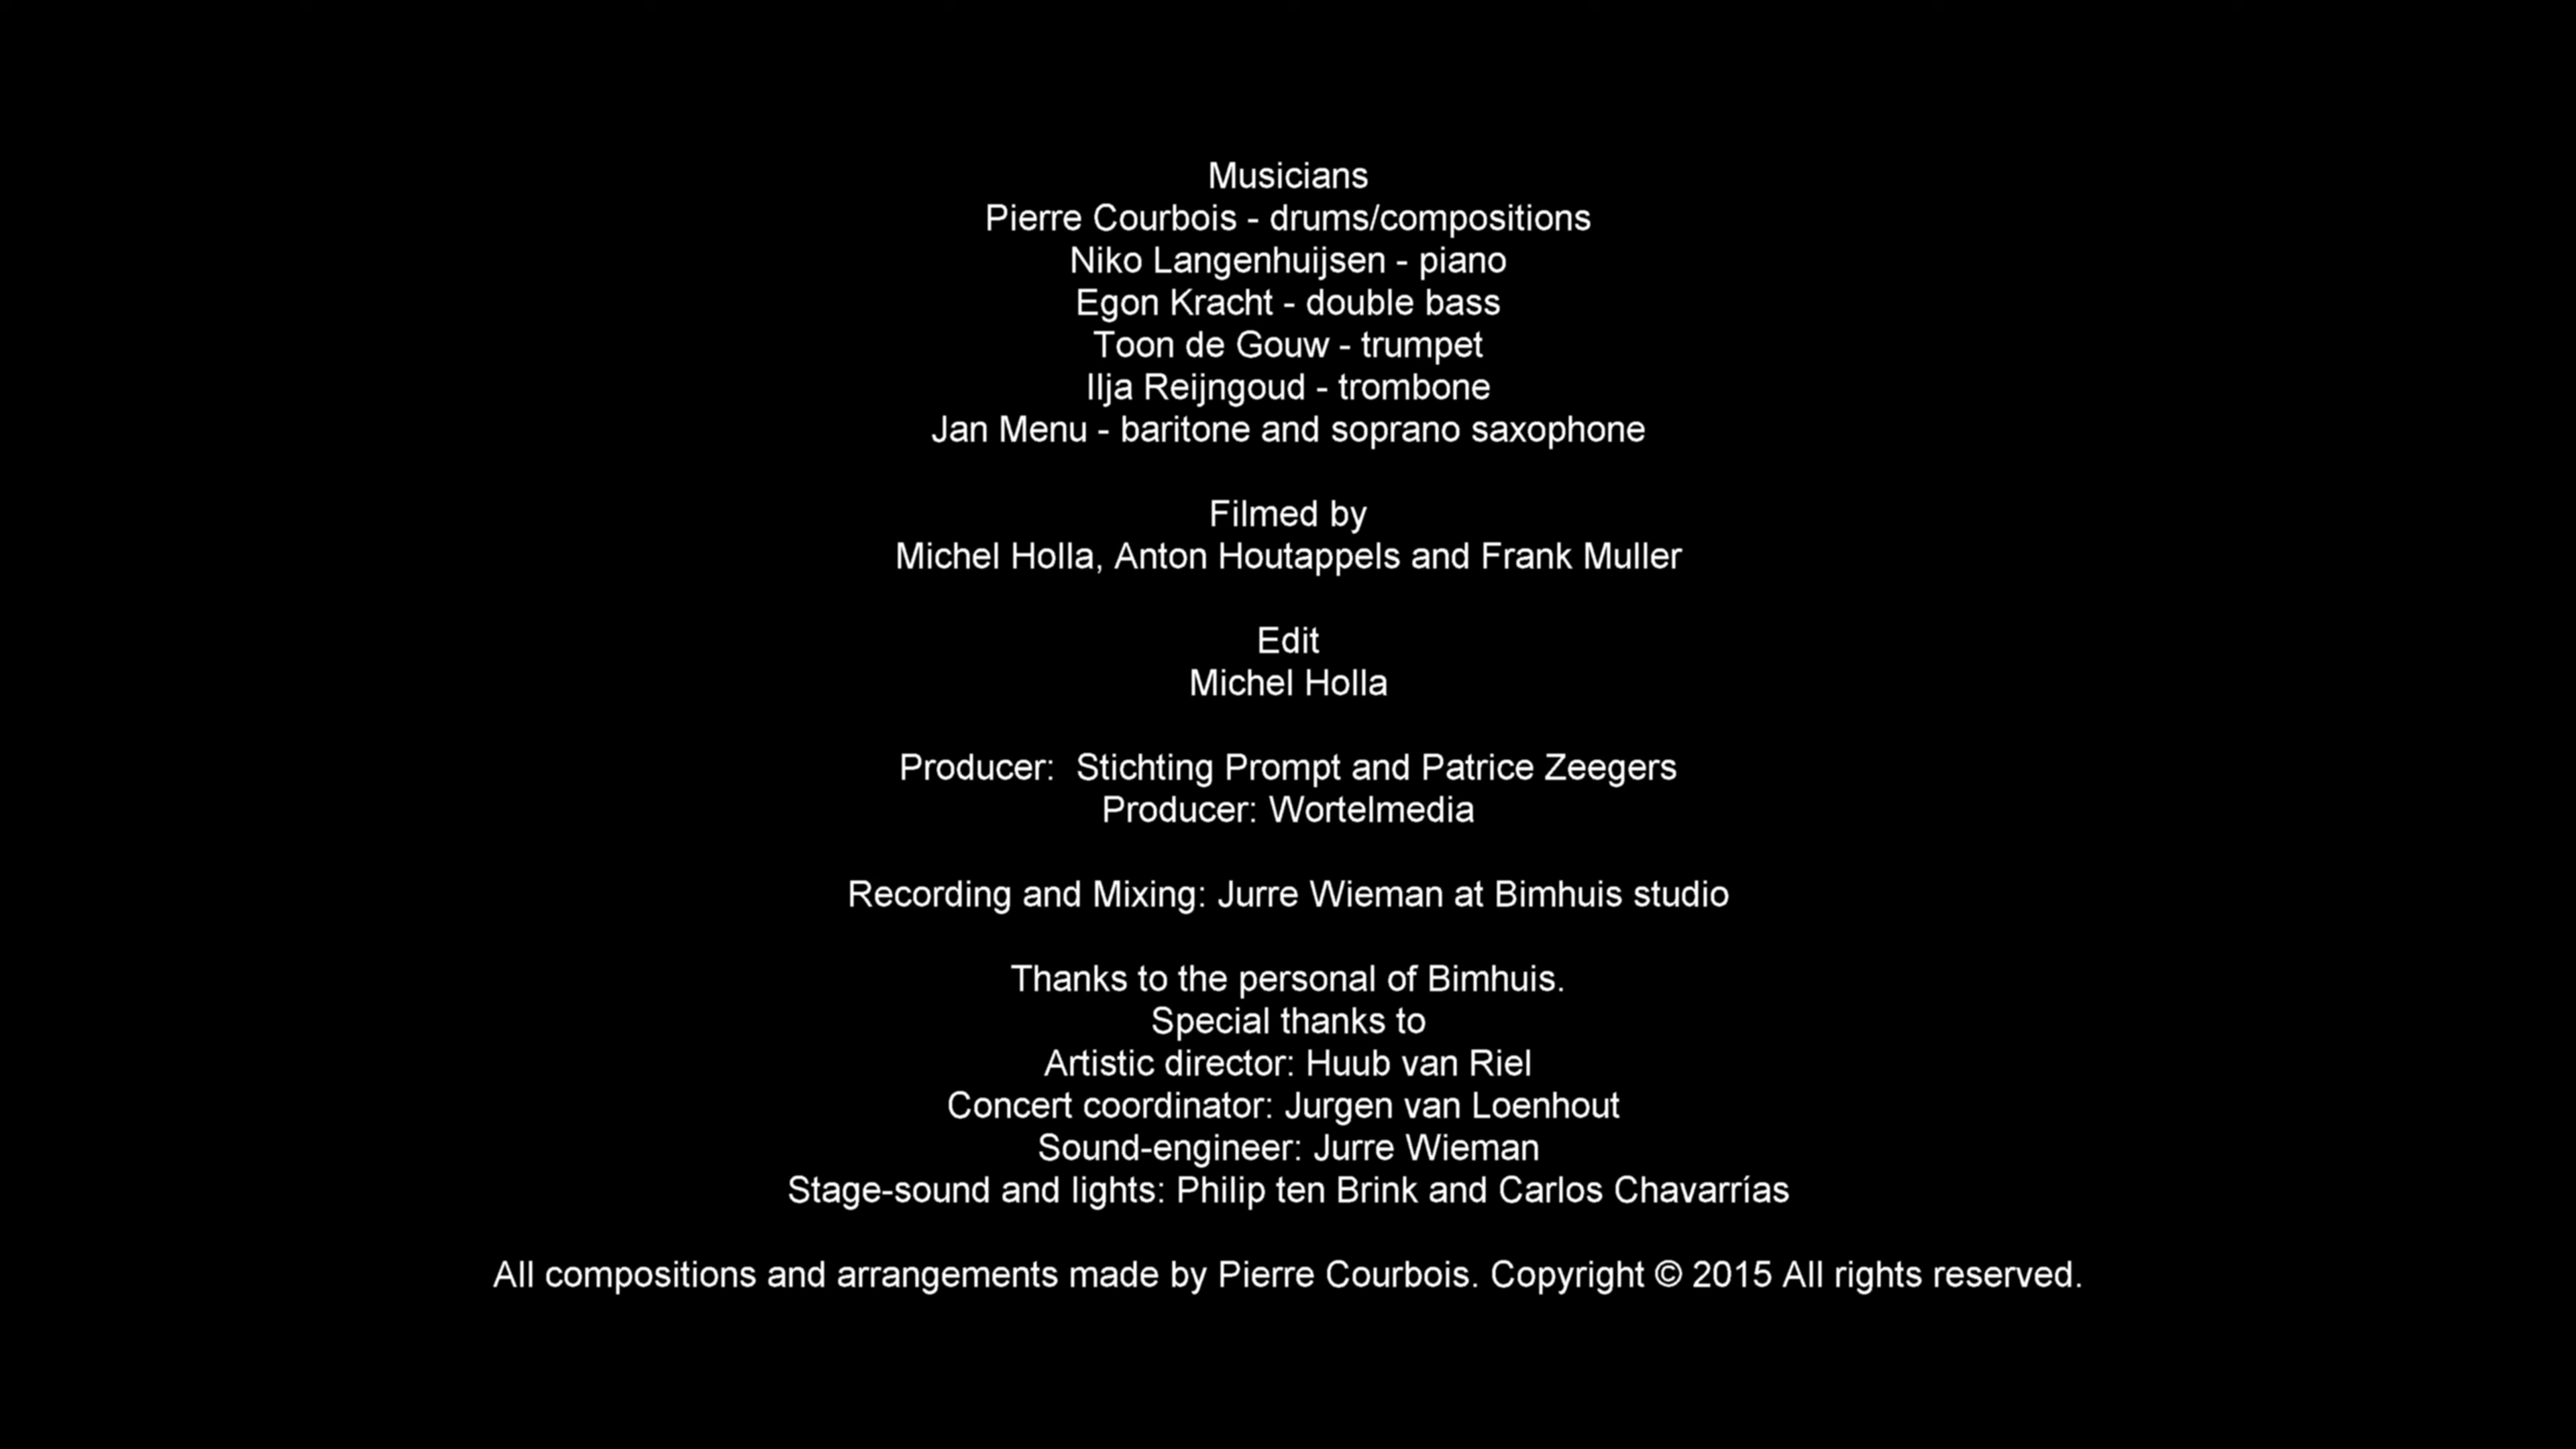 Musicians
Pierre Courbois - drums/compositions
Niko Langenhuijsen - piano
Egon Kracht - double bass
Toon de Gouw - trumpet
Ilja Reijngoud - trombone
Jan Menu - baritone and soprano saxophone
Filmed by
Michel Holla, Anton Houtappels and Frank Muller
Edit
Michel Holla
Producer:  Stichting Prompt and Patrice Zeegers
Producer: Wortelmedia
Recording and Mixing: Jurre Wieman at Bimhuis studio
Thanks to the personal of Bimhuis.
Special thanks to
Artistic director: Huub van Riel
Concert coordinator: Jurgen van Loenhout
Sound-engineer: Jurre Wieman
Stage-sound and lights: Philip ten Brink and Carlos Chavarrías
All compositions and arrangements made by Pierre Courbois. Copyright © 2015 All rights reserved.